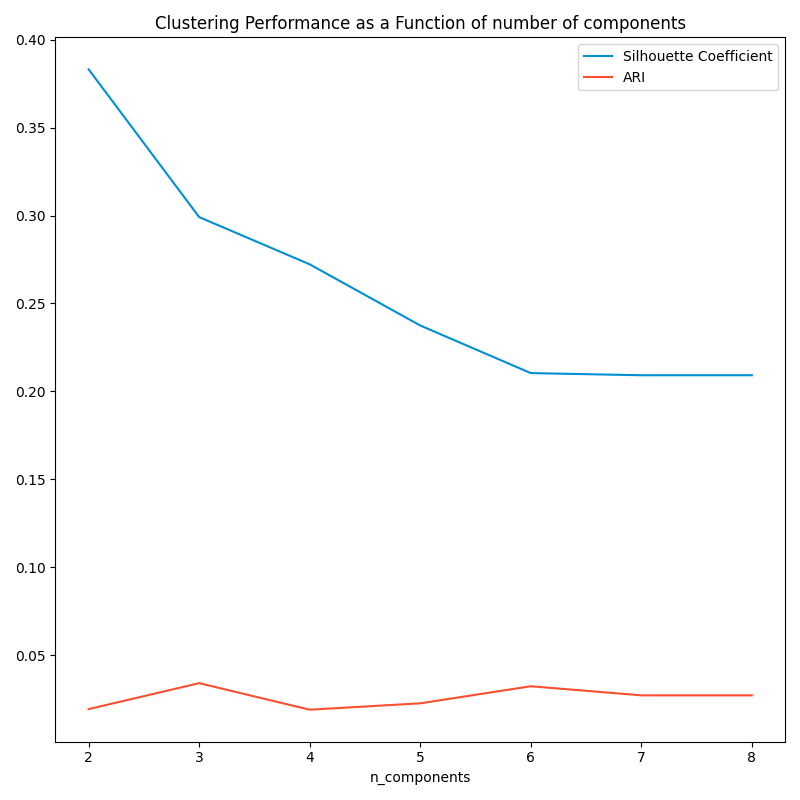 Clustering Performance as a Function of number of components
Silhouette Coefficient
ARI
0.40
0.35
0.30
0.25
0.20
0.15
0.10
0.05
2 3 4 5 6 7 8
n_components